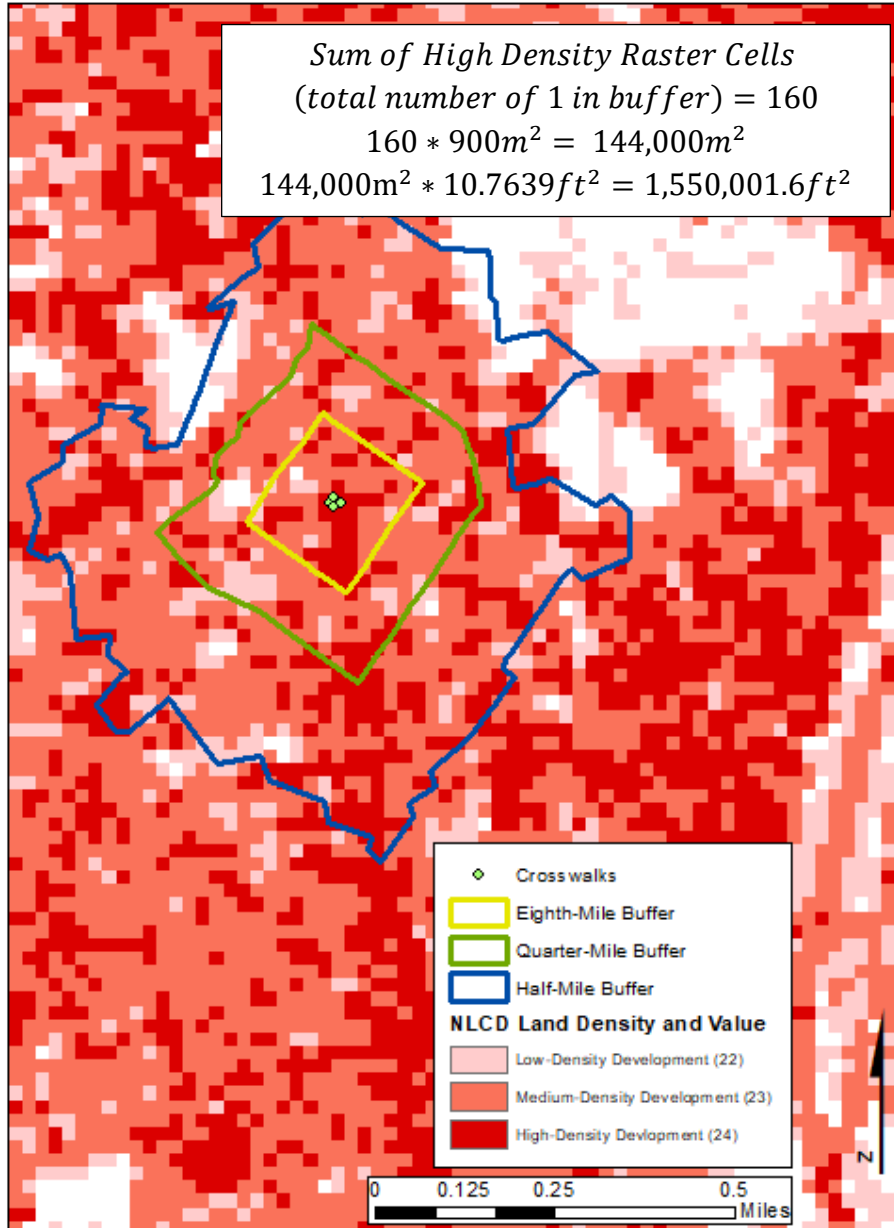 Sum of High Density Raster Cells
(total number of 1 in buffer) = 160
160 * 900m² = 144,000m²
144,000m² * 10.7639ft² = 1,550,001.6ft²
Crosswalks
Eighth-Mile Buffer
Quarter-Mile Buffer
Half-Mile Buffer
NLCD Land Density and Value
Low-Density Development (22)
Medium-Density Development (23)
High-Density Devlopment (24)
N
0 0.125 0.25 0.5
Miles